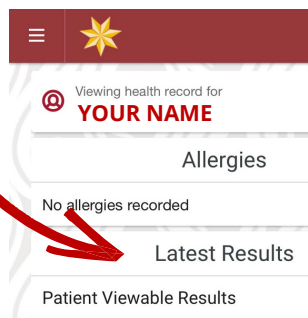 Viewing health record for
YOUR NAME
Allergies
No allergies recorded
Latest Results
Patient Viewable Results